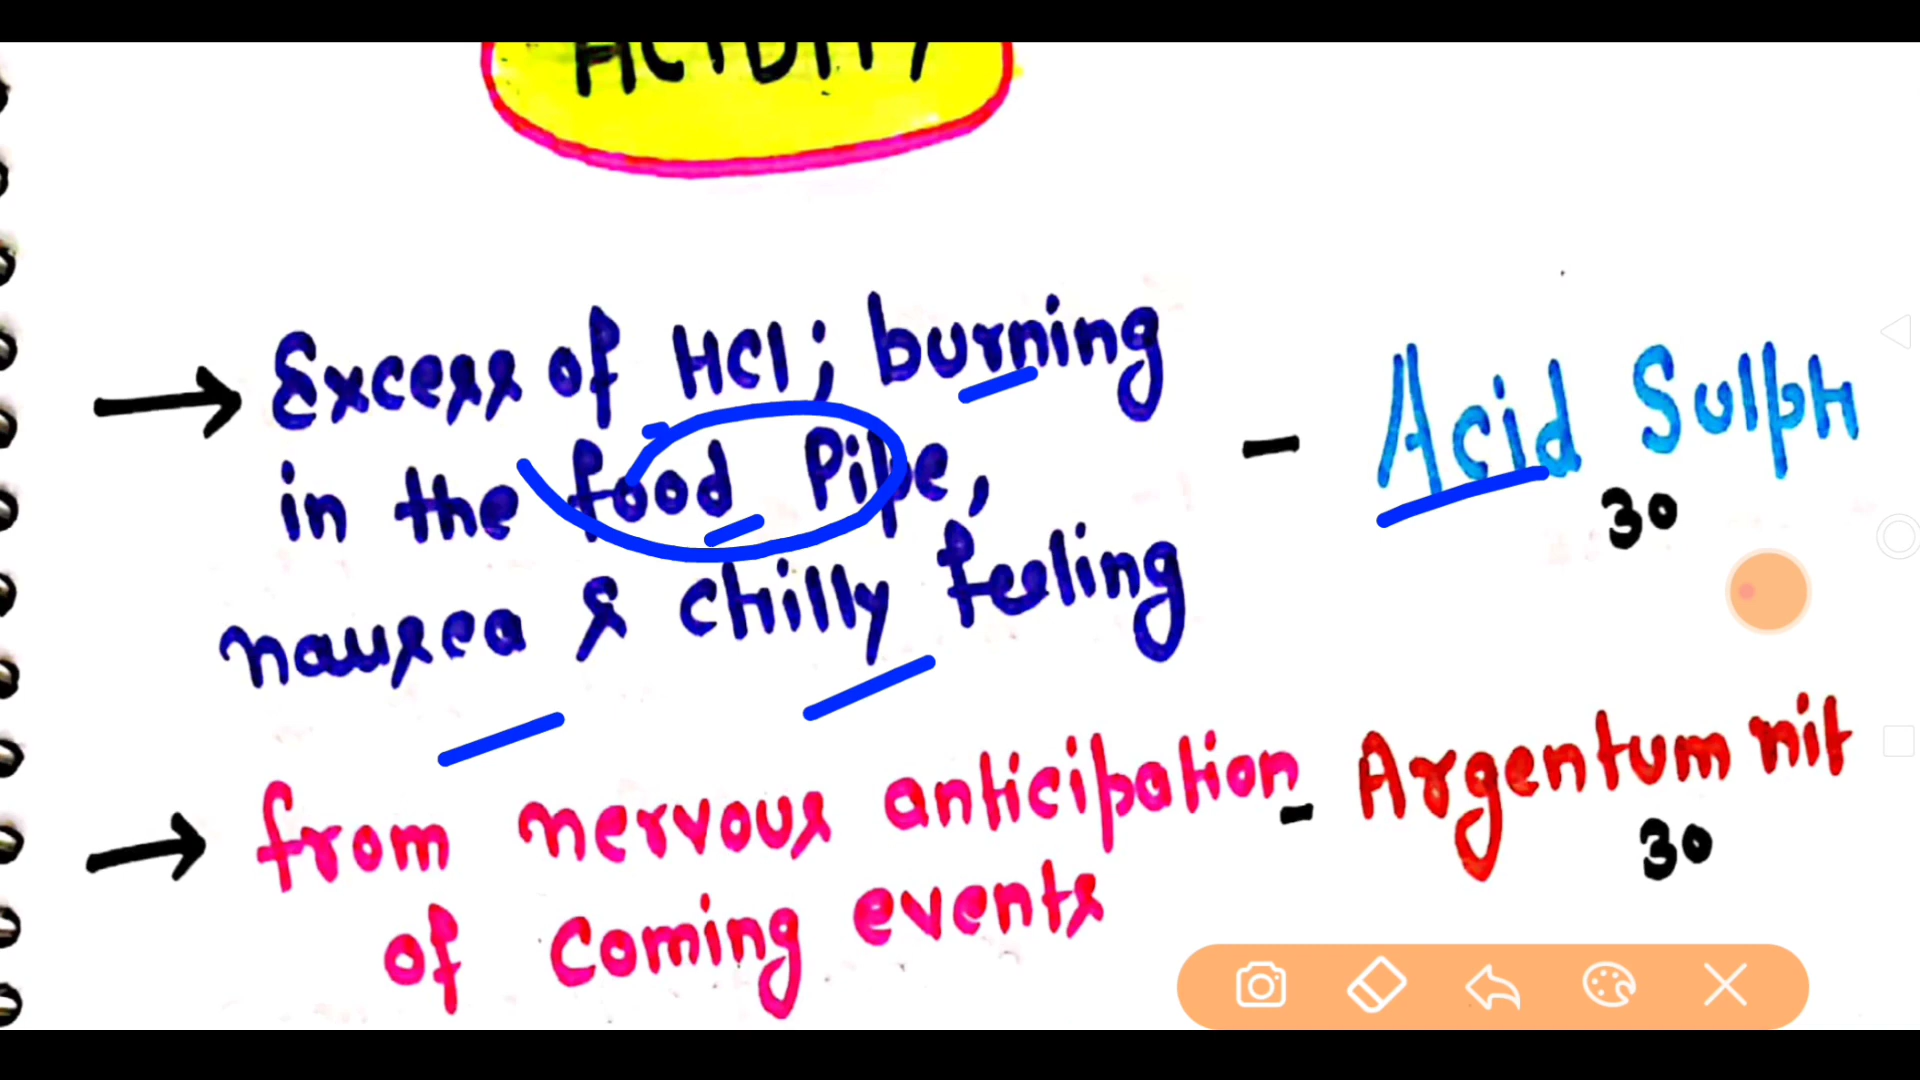 ACIDITY
Excess of HCl; burning
in the food Pipe,
nausea & chilly feeling
- Acid Sulph
30
from nervous anticipation
of coming events
- Argentum nit
30